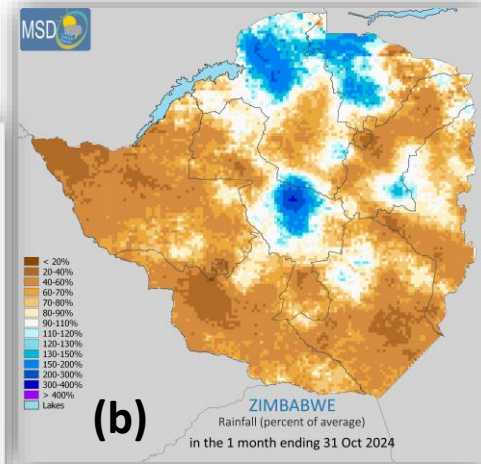 MSD
< 20%
20-40%
40-60%
60-70%
70-80%
80-90%
90-110%
110-120%
120-130%
130-150%
150-200%
200-300%
300-400%
> 400%
Lakes
(b)
ZIMBABWE
Rainfall (percent of average)
in the 1 month ending 31 Oct 2024